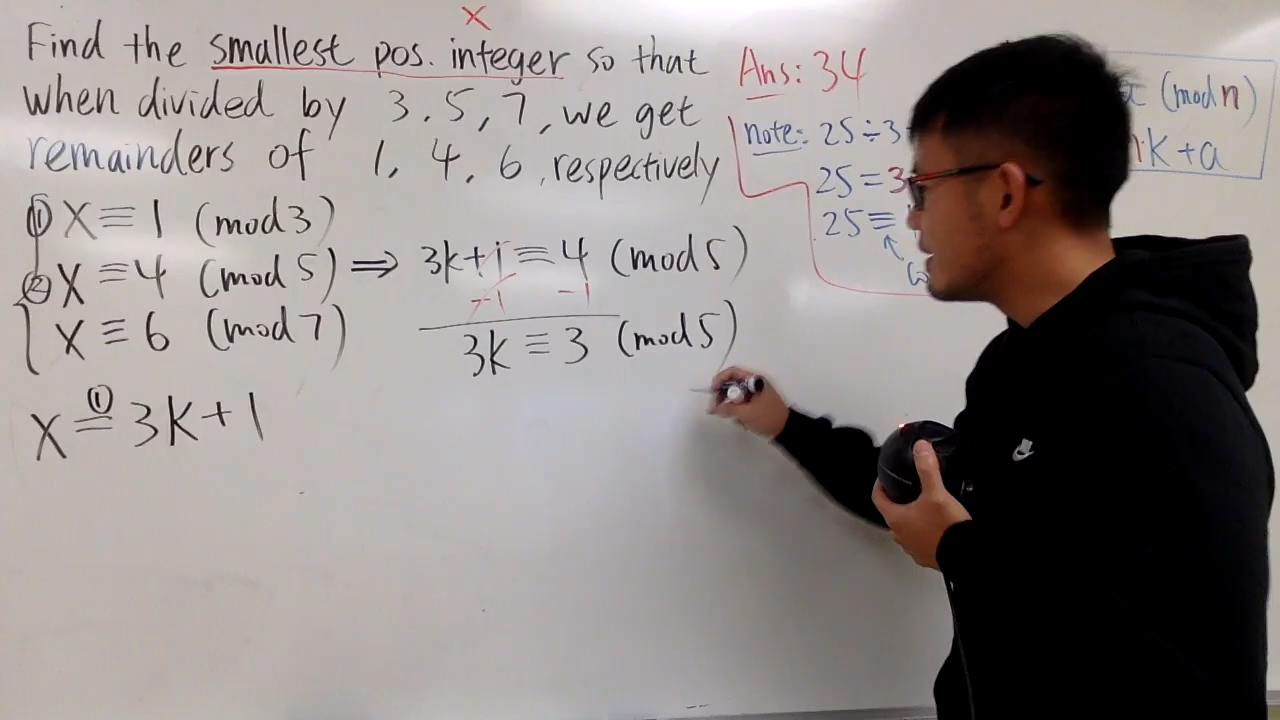 x
Find the smallest pos. integer so that
when divided by 3, 5, 7, we get
remainders of 1, 4, 6, respectively
① x ≡ 1 (mod 3)
② x ≡ 4 (mod 5) ⇒ 3k+1 ≡ 4 (mod 5)
-1 -1
x ≡ 6 (mod 7)
3k ≡ 3 (mod 5)
x ①= 3k+1
Ans: 34
note: 25÷3
25 = 3
25 ≡
(mod n)
k+a